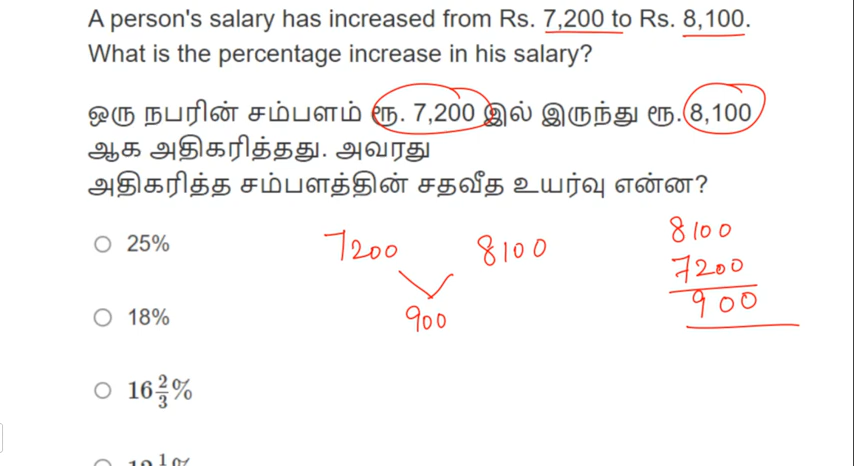 A person's salary has increased from Rs. 7,200 to Rs. 8,100.
What is the percentage increase in his salary?
ஒரு நபரின் சம்பளம் ரூ. 7,200 இல் இருந்து ரூ. 8,100
ஆக அதிகரித்தது. அவரது
அதிகரித்த சம்பளத்தின் சதவீத உயர்வு என்ன?
25%
7200 8100
900
8100
7200
900
18%
16 2/3 %